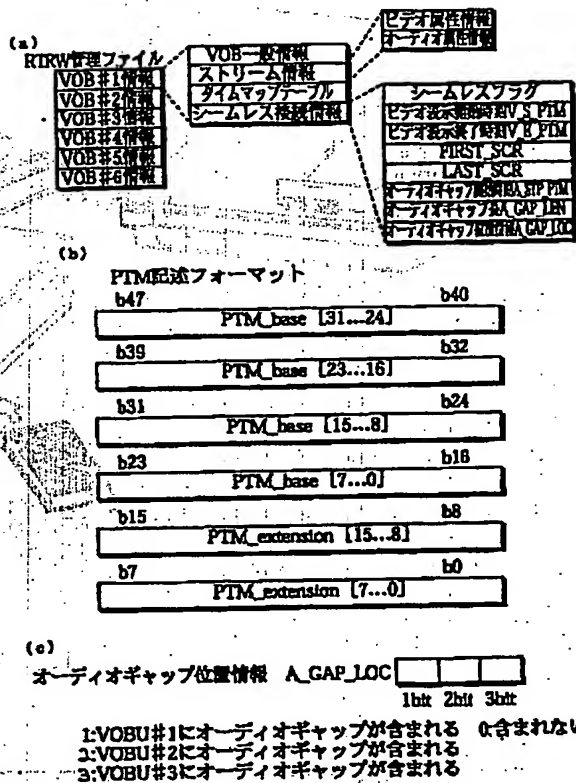 (a)
RTRW管理ファイル
VOB#1情報
VOB#2情報
VOB#3情報
VOB#4情報
VOB#5情報
VOB#6情報
VOB一般情報
ストリーム情報
タイムマップテーブル
シームレス接続情報
ビデオ属性情報
オーディオ属性情報
シームレスフラグ
ビデオ表示開始時刻V_S_PTM
ビデオ表示終了時刻V_E_PTM
FIRST_SCR
LAST_SCR
オーディオギャップ A_STP_PTM
オーディオギャップ長A_GAP_LEN
オーディオギャップ位置情報A_GAP_LOC
(b)
PTM記述フォーマット
b47 b40
PTM_base [31...24]
b39 b32
PTM_base [23...16]
b31 b24
PTM_base [15...8]
b23 b16
PTM_base [7...0]
b15 b8
PTM_extension [15...8]
b7 b0
PTM_extension [7...0]
(c)
オーディオギャップ位置情報 A_GAP_LOC
1bit 2bit 3bit
1:VOBU#1にオーディオギャップが含まれる 0:含まれない
2:VOBU#2にオーディオギャップが含まれる
3:VOBU#3にオーディオギャップが含まれる